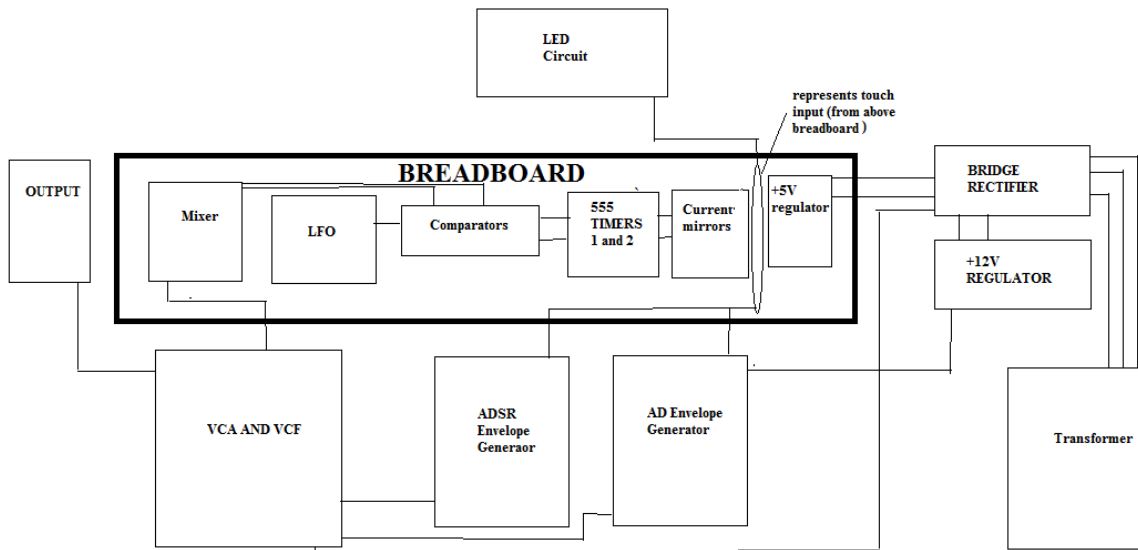 LED
Circuit
represents touch
input (from above
breadboard )
BREADBOARD
OUTPUT
Mixer
LFO
Comparators
555
TIMERS
1 and 2
Current
mirrors
+5V
regulator
BRIDGE
RECTIFIER
+12V
REGULATOR
VCA AND VCF
ADSR
Envelope
Generaor
AD Envelope
Generator
Transformer